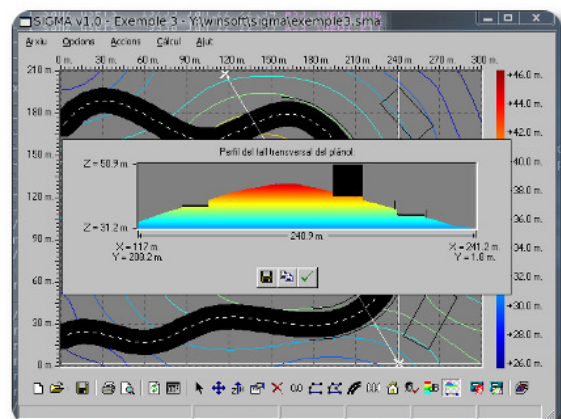 SIGMA v1.0 - Exemple 3 - Y:\winsoft\sigma\exemple3.sma
Arxiu Opcions Accions Càlcul Ajut
0 m. 30 m. 60 m. 90 m. 120 m. 150 m. 180 m. 210 m. 240 m. 270 m. 300 m.
210 m.
180 m.
150 m.
120 m.
90 m.
60 m.
30 m.
0 m.
+46.0 m.
+44.0 m.
+42.0 m.
+40.0 m.
+38.0 m.
+36.0 m.
+34.0 m.
+32.0 m.
+30.0 m.
+28.0 m.
+26.0 m.
Perfil del tall transversal del plànol.
Z = 50.9 m.
Z = 31.2 m.
240.9 m.
X = 117 m.
Y = 208.2 m.
X = 241.2 m.
Y = 1.8 m.